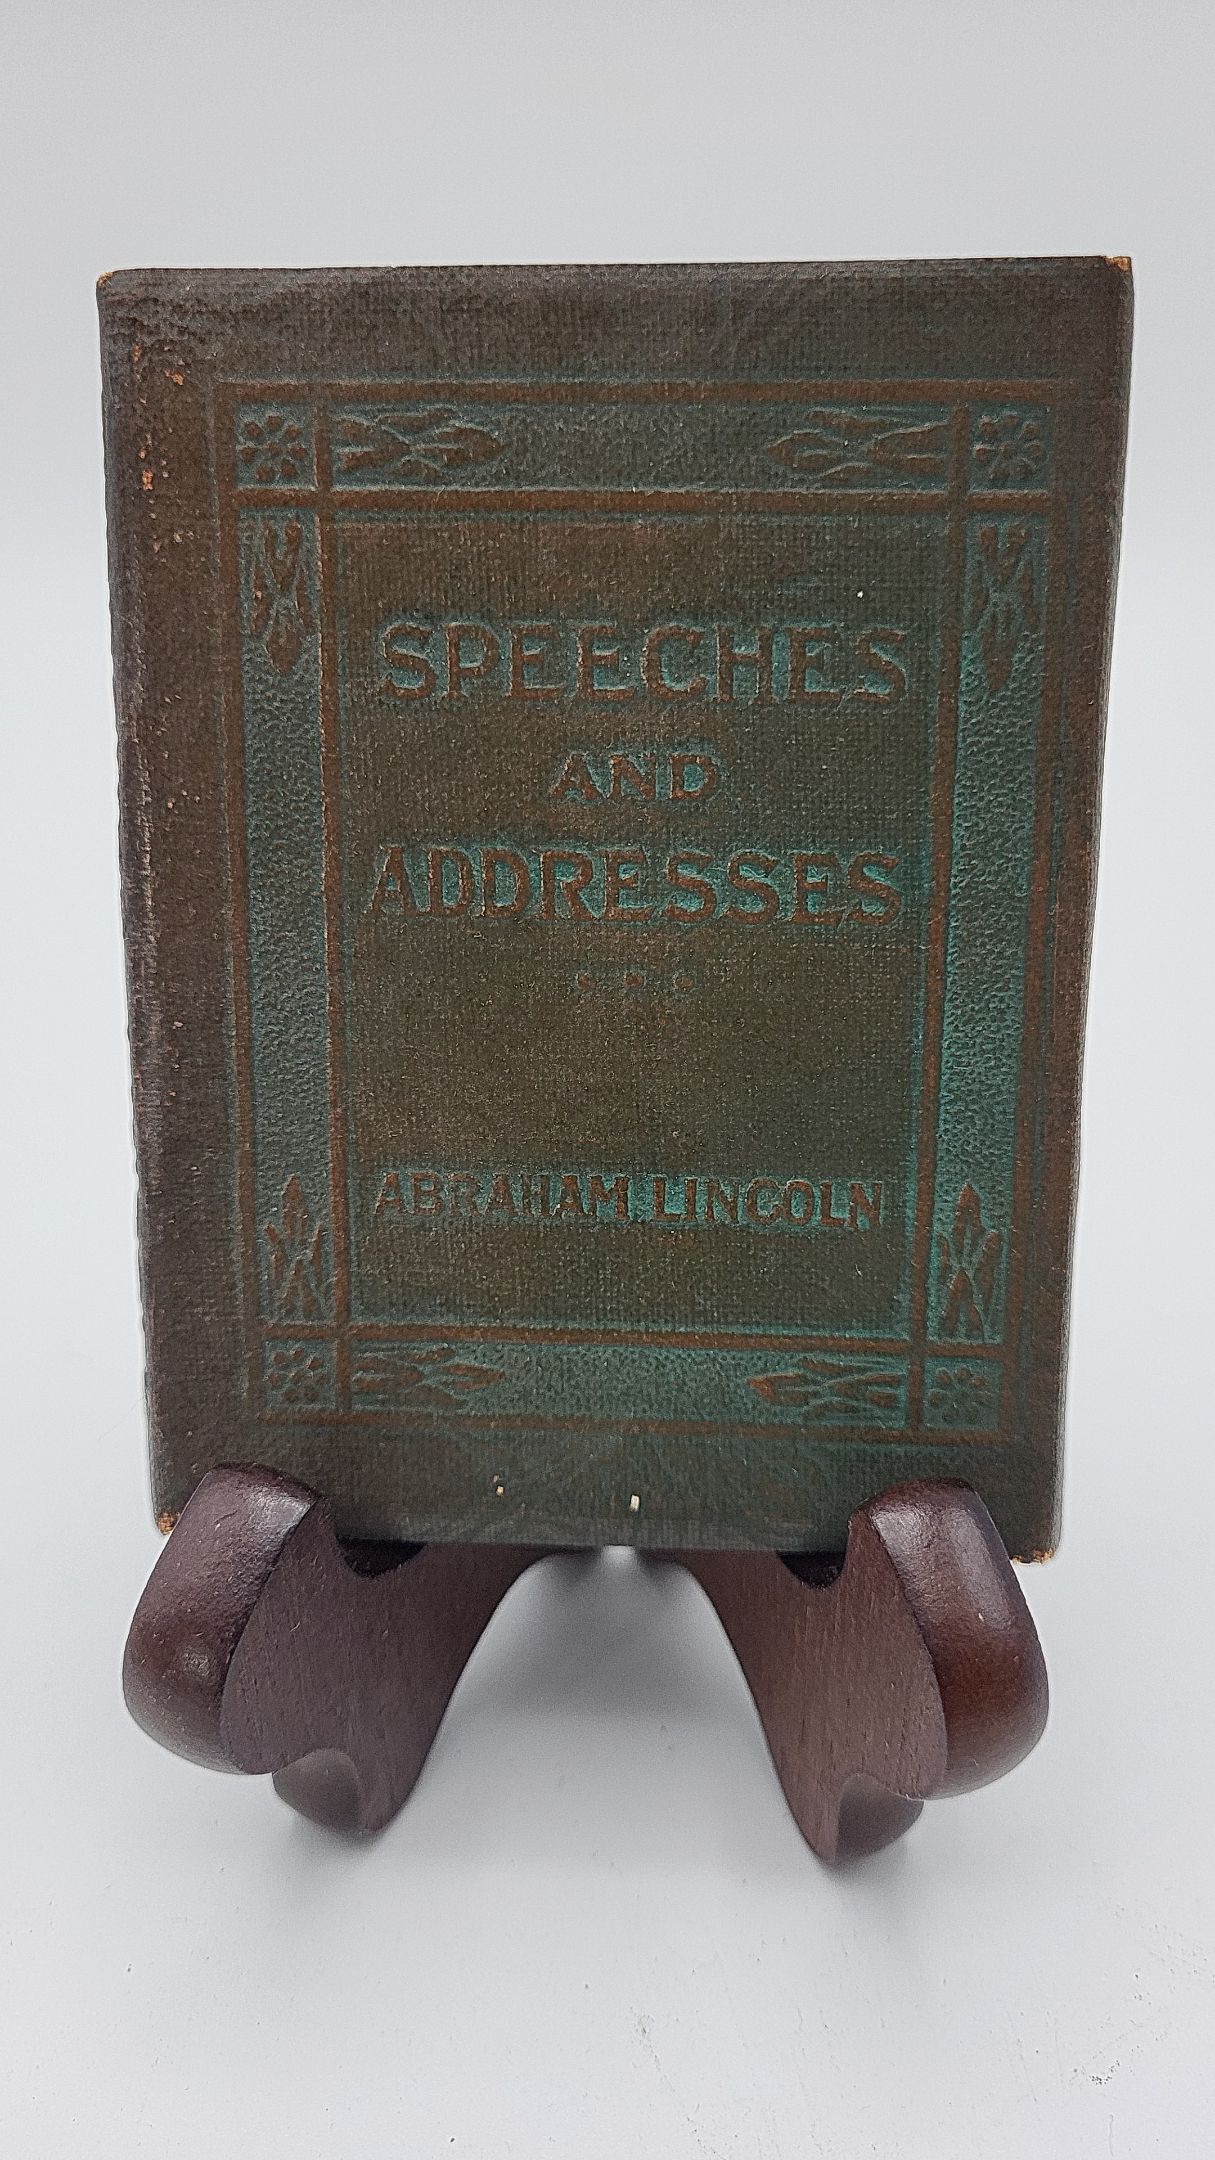 SPEECHES
AND
ADDRESSES
ABRAHAM LINCOLN